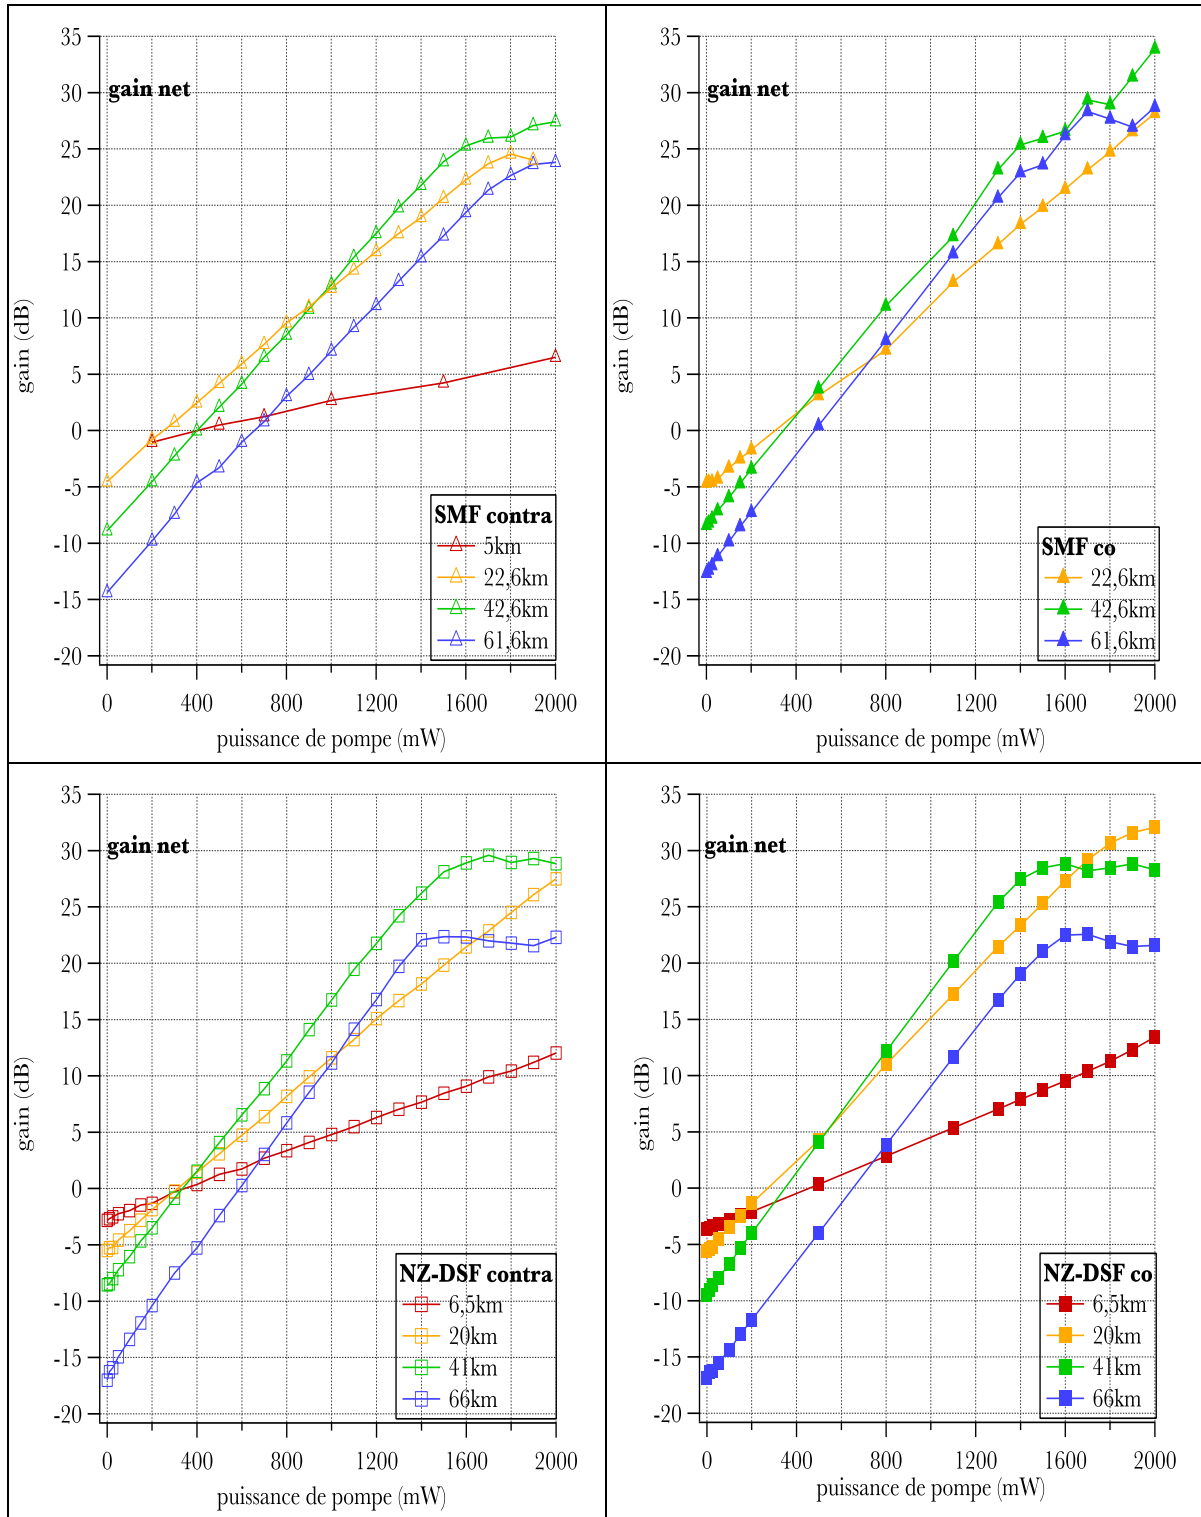 35
30
25
20
15
10
5
0
-5
-10
-15
-20
gain (dB)
gain net
SMF contra
5km
22,6km
42,6km
61,6km
0
400
800
1200
1600
2000
puissance de pompe (mW)
35
30
25
20
15
10
5
0
-5
-10
-15
-20
gain (dB)
gain net
SMF co
22,6km
42,6km
61,6km
0
400
800
1200
1600
2000
puissance de pompe (mW)
35
30
25
20
15
10
5
0
-5
-10
-15
-20
gain (dB)
gain net
NZ-DSF contra
6,5km
20km
41km
66km
0
400
800
1200
1600
2000
puissance de pompe (mW)
35
30
25
20
15
10
5
0
-5
-10
-15
-20
gain (dB)
gain net
NZ-DSF co
6,5km
20km
41km
66km
0
400
800
1200
1600
2000
puissance de pompe (mW)